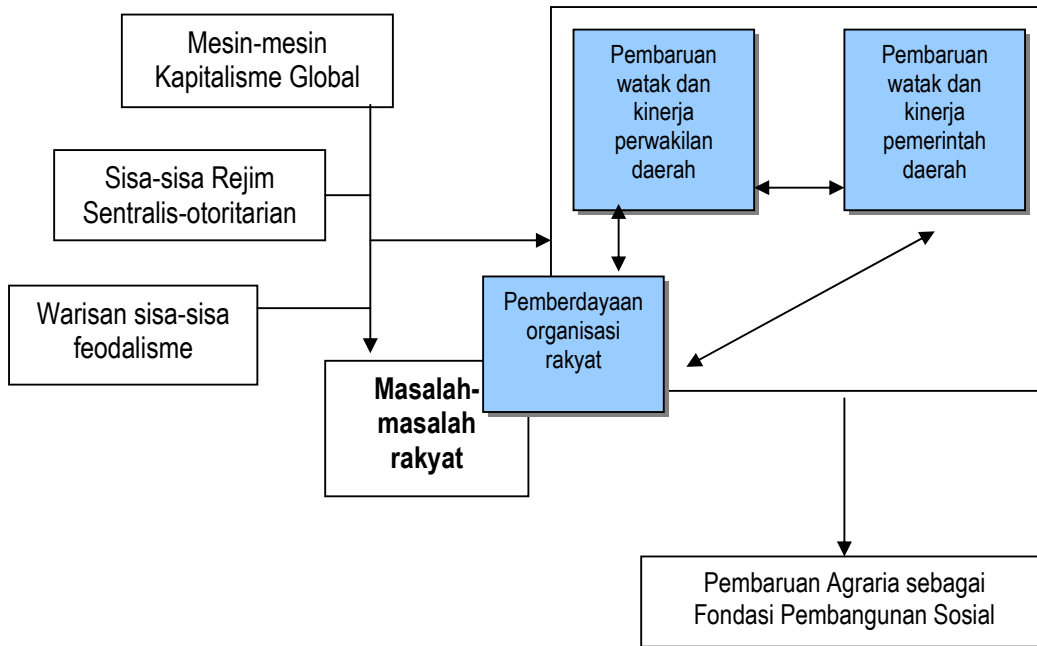 Mesin-mesin
Kapitalisme Global
Sisa-sisa Rejim
Sentralis-otoritarian
Warisan sisa-sisa
feodalisme
Masalah-
masalah
rakyat
Pemberdayaan
organisasi
rakyat
Pembaruan
watak dan
kinerja
perwakilan
daerah
Pembaruan
watak dan
kinerja
pemerintah
daerah
Pembaruan Agraria sebagai
Fondasi Pembangunan Sosial